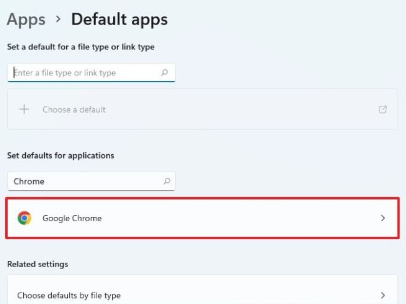 Apps > Default apps
Set a default for a file type or link type
Enter a file type or link type
Choose a default
Set defaults for applications
Chrome
Google Chrome
Related settings
Choose defaults by file type